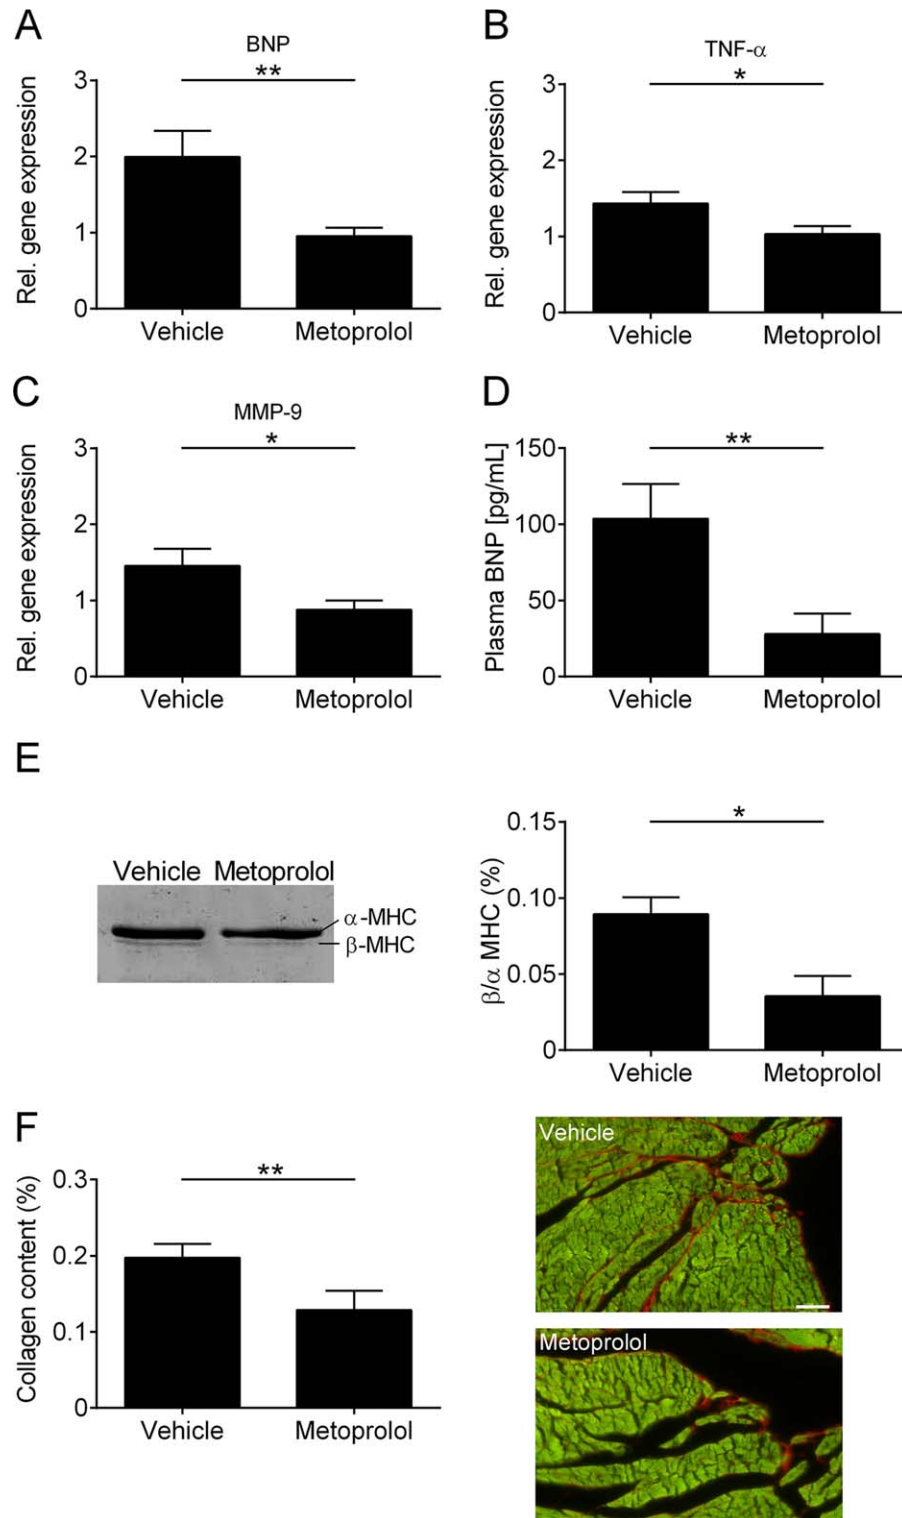 A
BNP
**
Rel. gene expression
3
2
1
0
Vehicle
Metoprolol
B
TNF-α
*
Rel. gene expression
3
2
1
0
Vehicle
Metoprolol
C
MMP-9
*
Rel. gene expression
3
2
1
0
Vehicle
Metoprolol
D
**
Plasma BNP [pg/mL]
150
100
50
0
Vehicle
Metoprolol
E
Vehicle Metoprolol
α-MHC
β-MHC
*
β/α MHC (%)
0.15
0.10
0.05
0
Vehicle
Metoprolol
F
**
Collagen content (%)
0.3
0.2
0.1
0
Vehicle
Metoprolol
Vehicle
Metoprolol